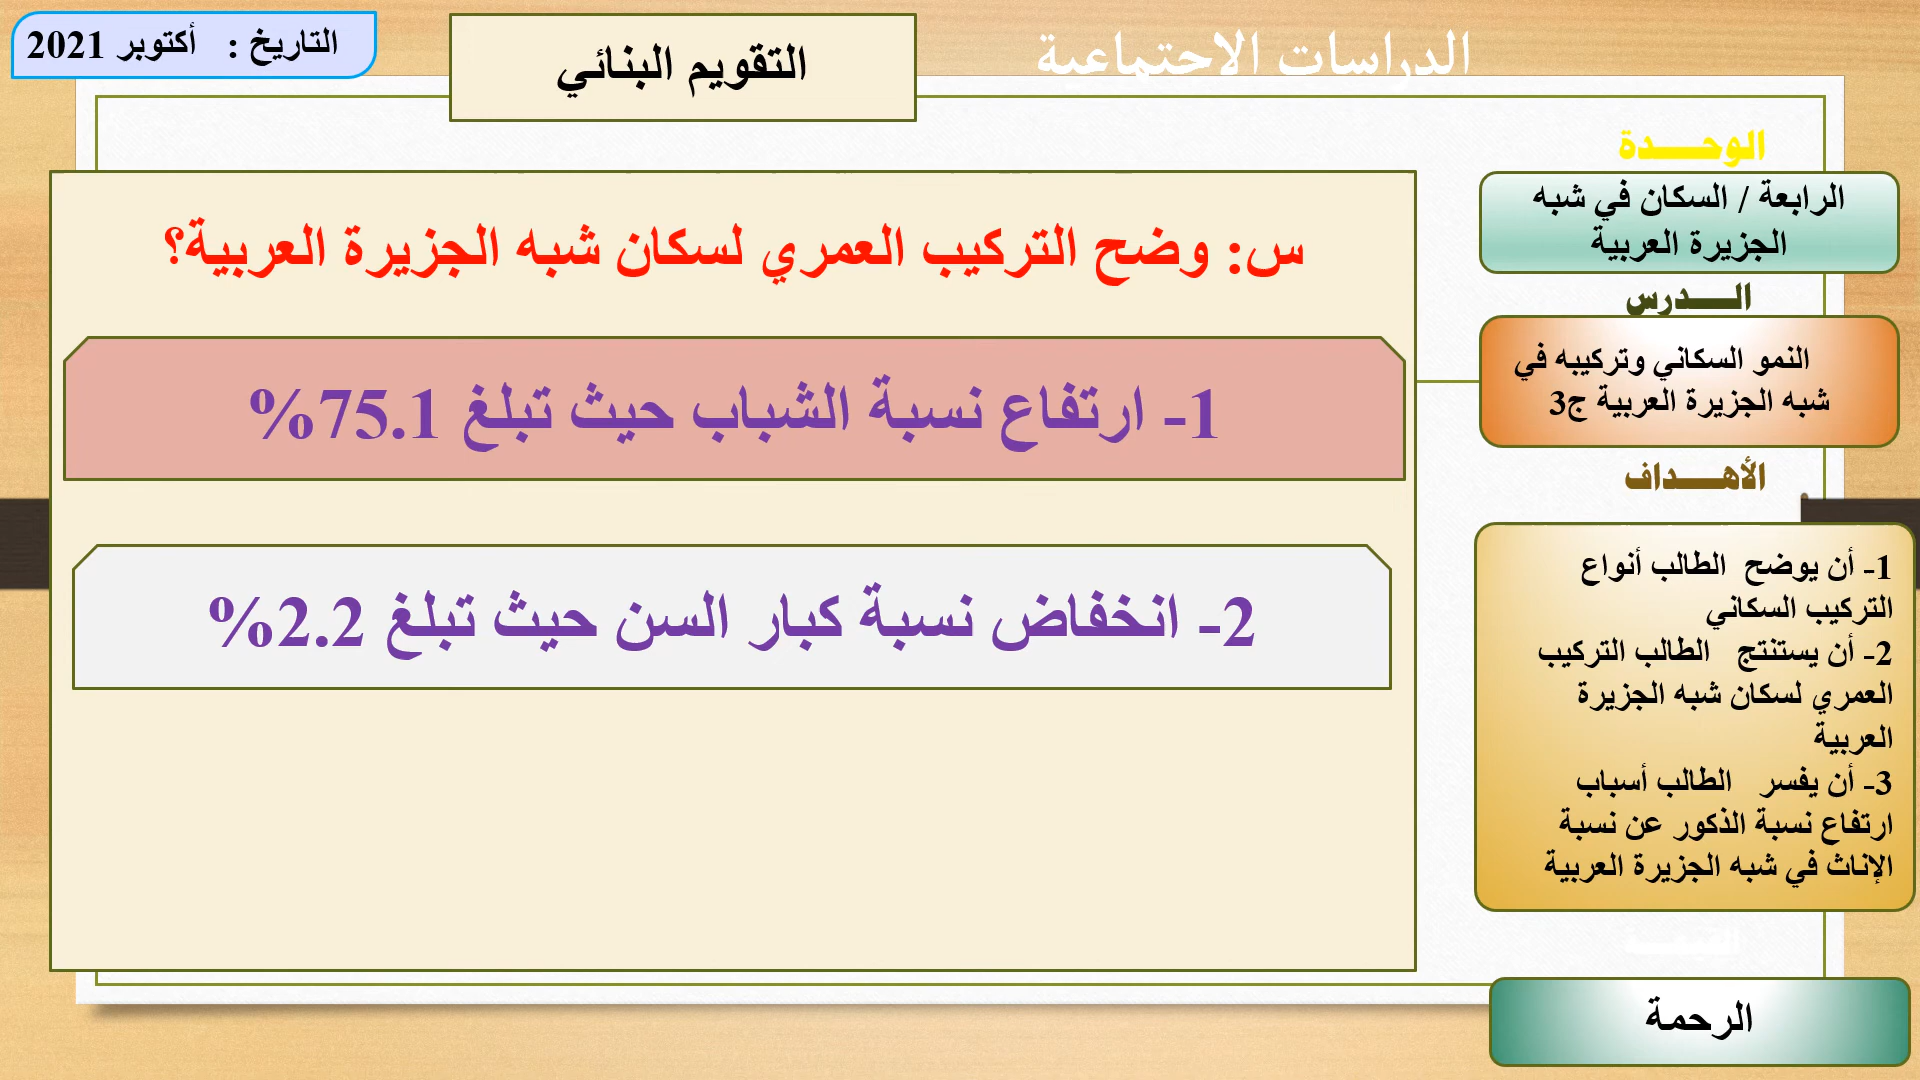 الدراسات الاجتماعية
التقويم البنائي
التاريخ : أكتوبر 2021
الوحـــــدة
الرابعة / السكان في شبه
الجزيرة العربية
الـــــدرس
النمو السكاني وتركيبه في
شبه الجزيرة العربية ج3
الأهـــــداف
1- أن يوضح الطالب أنواع
التركيب السكاني
2- أن يستنتج الطالب التركيب
العمري لسكان شبه الجزيرة
العربية
3- أن يفسر الطالب أسباب
ارتفاع نسبة الذكور عن نسبة
الإناث في شبه الجزيرة العربية
الرحمة
س: وضح التركيب العمري لسكان شبه الجزيرة العربية؟
1- ارتفاع نسبة الشباب حيث تبلغ 75.1%
2- انخفاض نسبة كبار السن حيث تبلغ 2.2%